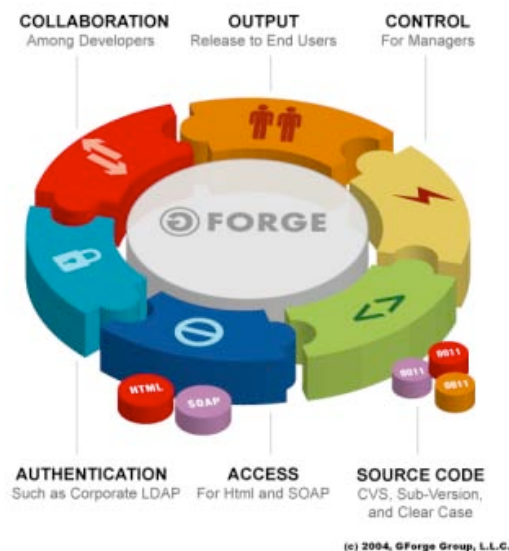 COLLABORATION
Among Developers
OUTPUT
Release to End Users
CONTROL
For Managers
G FORGE
HTML
SOAP
0011
0011
0011
AUTHENTICATION
Such as Corporate LDAP
ACCESS
For Html and SOAP
SOURCE CODE
CVS, Sub-Version,
and Clear Case
(c) 2004, GForge Group, L.L.C.